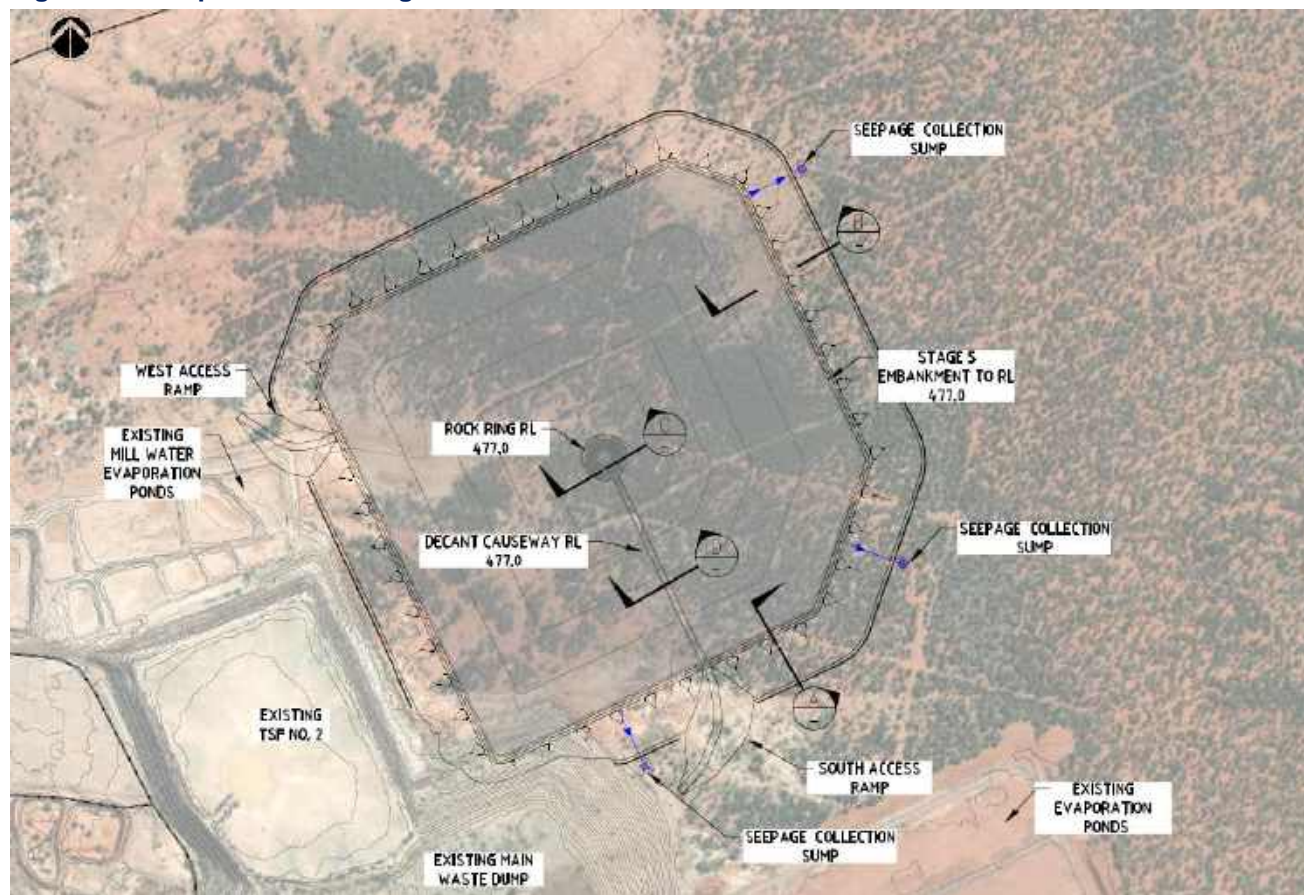 SEEPAGE COLLECTION
SUMP
STAGE 5
EMBANKMENT TO RL
477.0
WEST ACCESS
RAMP
EXISTING
MILL WATER
EVAPORATION
PONDS
ROCK RING RL
477.0
DECANT CAUSEWAY RL
477.0
SEEPAGE COLLECTION
SUMP
EXISTING
TSF NO. 2
SOUTH ACCESS
RAMP
EXISTING
EVAPORATION
PONDS
SEEPAGE COLLECTION
SUMP
EXISTING MAIN
WASTE DUMP